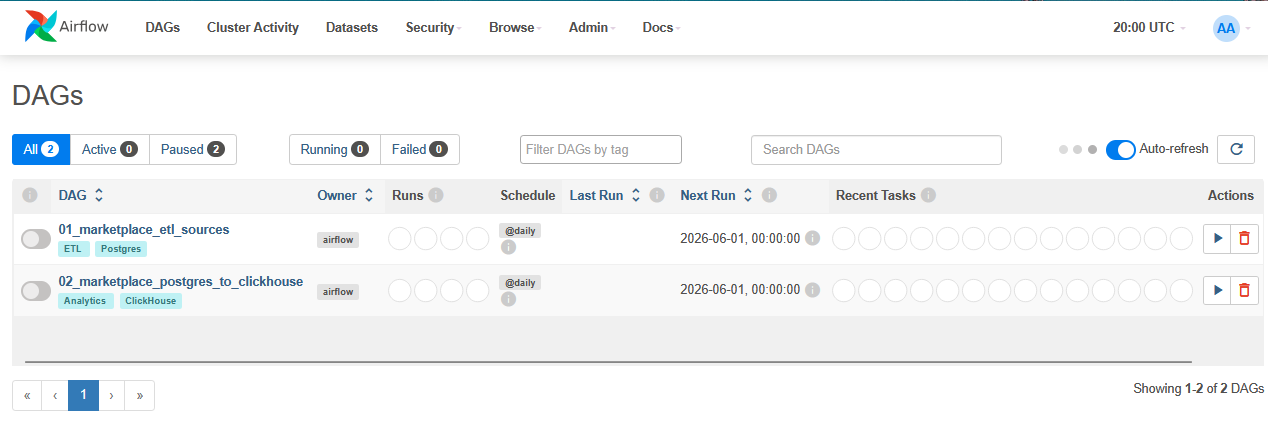 Airflow DAGs Cluster Activity Datasets Security Browse Admin Docs 20:00 UTC AA
DAGs
All 2 Active 0 Paused 2 Running 0 Failed 0 Filter DAGs by tag Search DAGs Auto-refresh
i DAG Owner Runs i Schedule Last Run i Next Run i Recent Tasks i Actions
01_marketplace_etl_sources
ETL Postgres
airflow
@daily
i
2026-06-01, 00:00:00 i
02_marketplace_postgres_to_clickhouse
Analytics ClickHouse
airflow
@daily
i
2026-06-01, 00:00:00 i
« ‹ 1 › »
Showing 1-2 of 2 DAGs